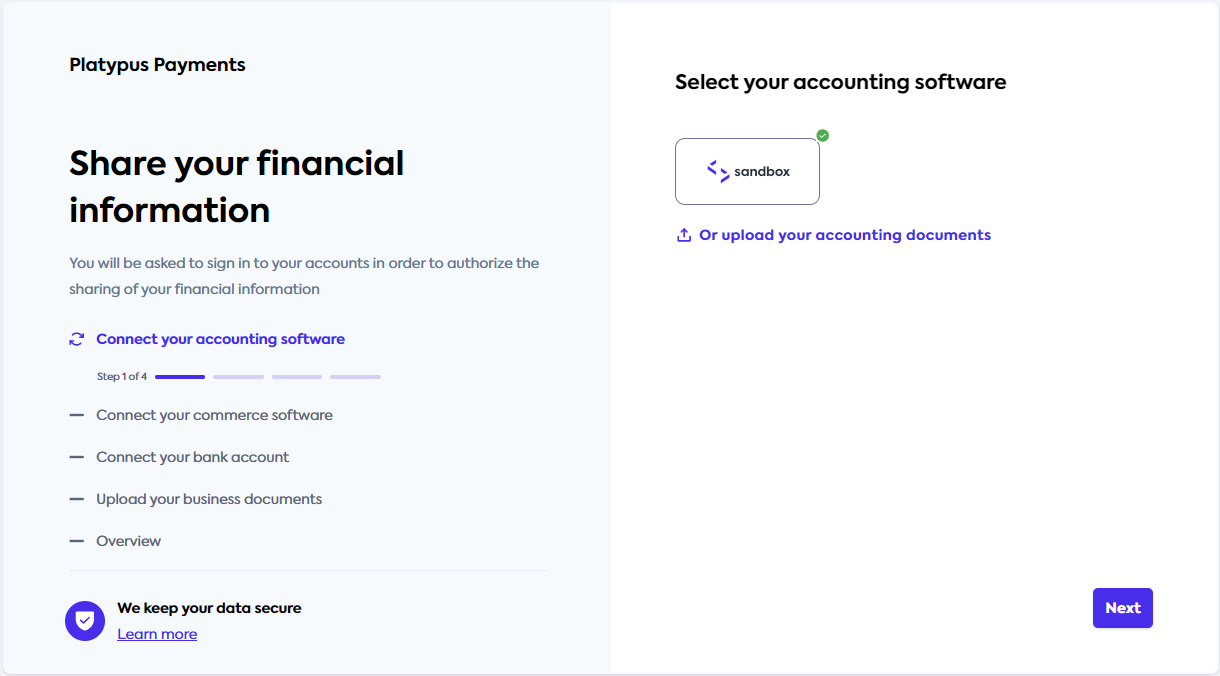 Platypus Payments
Share your financial
information
You will be asked to sign in to your accounts in order to authorize the
sharing of your financial information
Connect your accounting software
Step 1 of 4
Connect your commerce software
Connect your bank account
Upload your business documents
Overview
We keep your data secure
Learn more
Select your accounting software
sandbox
Or upload your accounting documents
Next